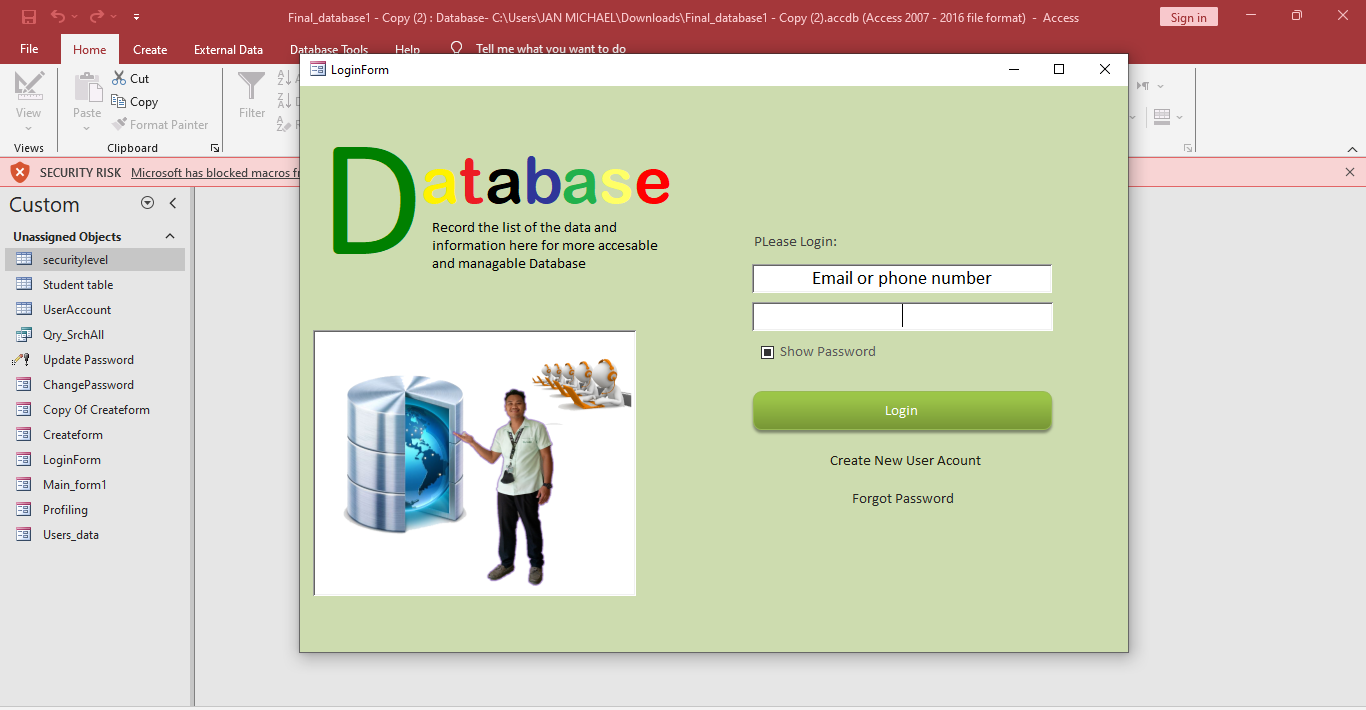 Final_database1 - Copy (2) : Database- C:\Users\JAN MICHAEL\Downloads\Final_database1 - Copy (2).accdb (Access 2007 - 2016 file format) - Access
Sign in
File
Home
Create
External Data
Database Tools
Help
Tell me what you want to do
View
Views
Paste
Cut
Copy
Format Painter
Clipboard
Filter
SECURITY RISK
Microsoft has blocked macros
Custom
Unassigned Objects
securitylevel
Student table
UserAccount
Qry_SrchAll
Update Password
ChangePassword
Copy Of Createform
Createform
LoginForm
Main_form1
Profiling
Users_data
LoginForm
Database
Record the list of the data and
information here for more accesable
and managable Database
PLease Login:
Email or phone number
Show Password
Login
Create New User Acount
Forgot Password